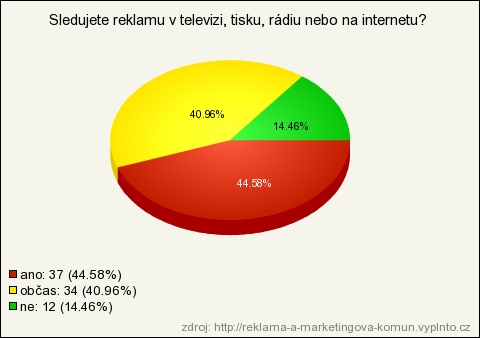 Sledujete reklamu v televizi, tisku, rádiu nebo na internetu?
40.96%
14.46%
44.58%
ano: 37 (44.58%)
občas: 34 (40.96%)
ne: 12 (14.46%)
zdroj: http://reklama-a-marketingova-komun.vyplnto.cz